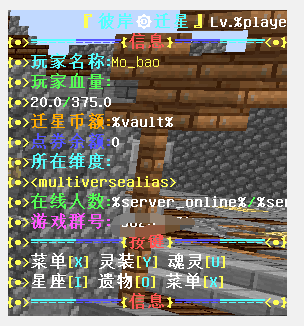 『彼岸۞迁星』Lv.%playe
------{信息}------
{•}玩家名称:Mo_bao
{•}玩家血量:
{•}20.0/375.0
{•}迁星币额:%vault%
{•}点券余额:0
{•}所在维度:
{•}<multiversealias>
{•}在线人数:%server_online%/%se
{•}游戏群号:
------{按键}------
{•}菜单[X] 灵装[Y] 魂灵[U]
{•}星座[I] 遗物[O] 菜单[X]
------{信息}------